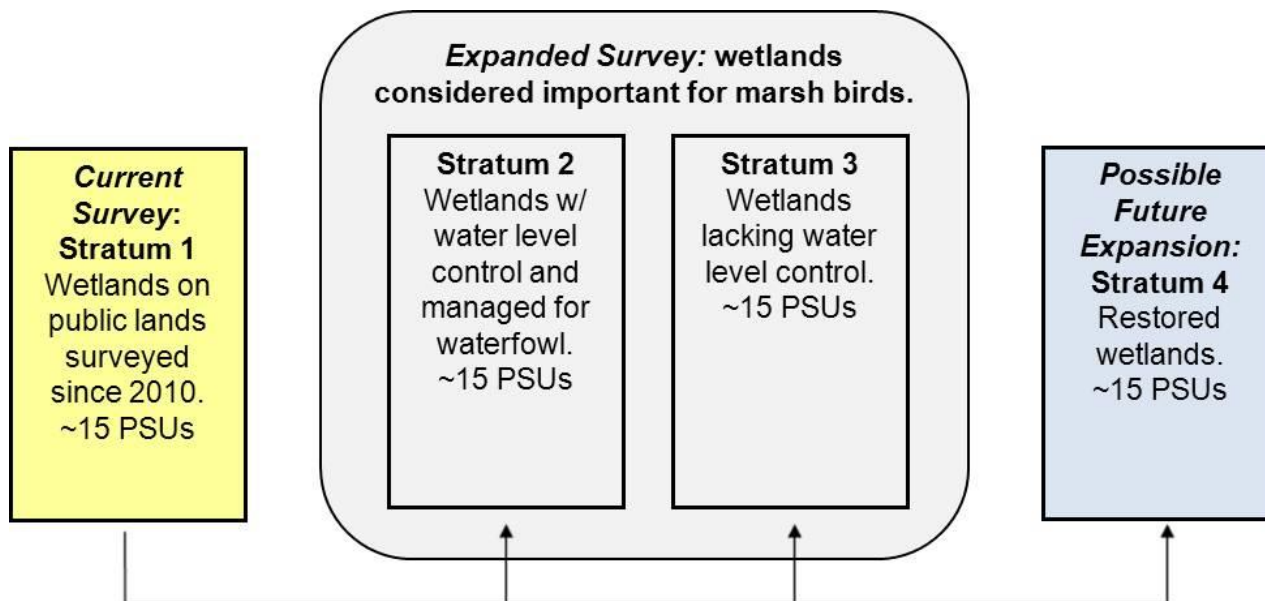 Expanded Survey: wetlands
considered important for marsh birds.
Current
Survey:
Stratum 1
Wetlands on
public lands
surveyed
since 2010.
~15 PSUs
Stratum 2
Wetlands w/
water level
control and
managed for
waterfowl.
~15 PSUs
Stratum 3
Wetlands
lacking water
level control.
~15 PSUs
Possible
Future
Expansion:
Stratum 4
Restored
wetlands.
~15 PSUs